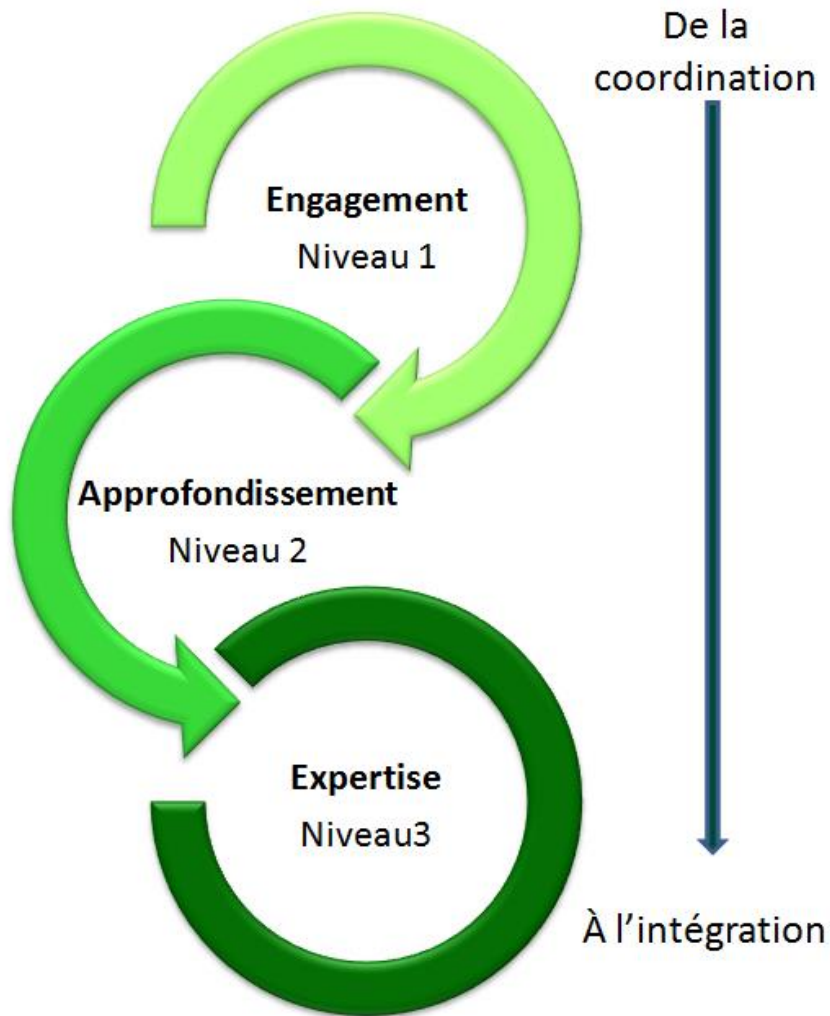 De la
coordination
Engagement
Niveau 1
Approfondissement
Niveau 2
Expertise
Niveau3
À l'intégration